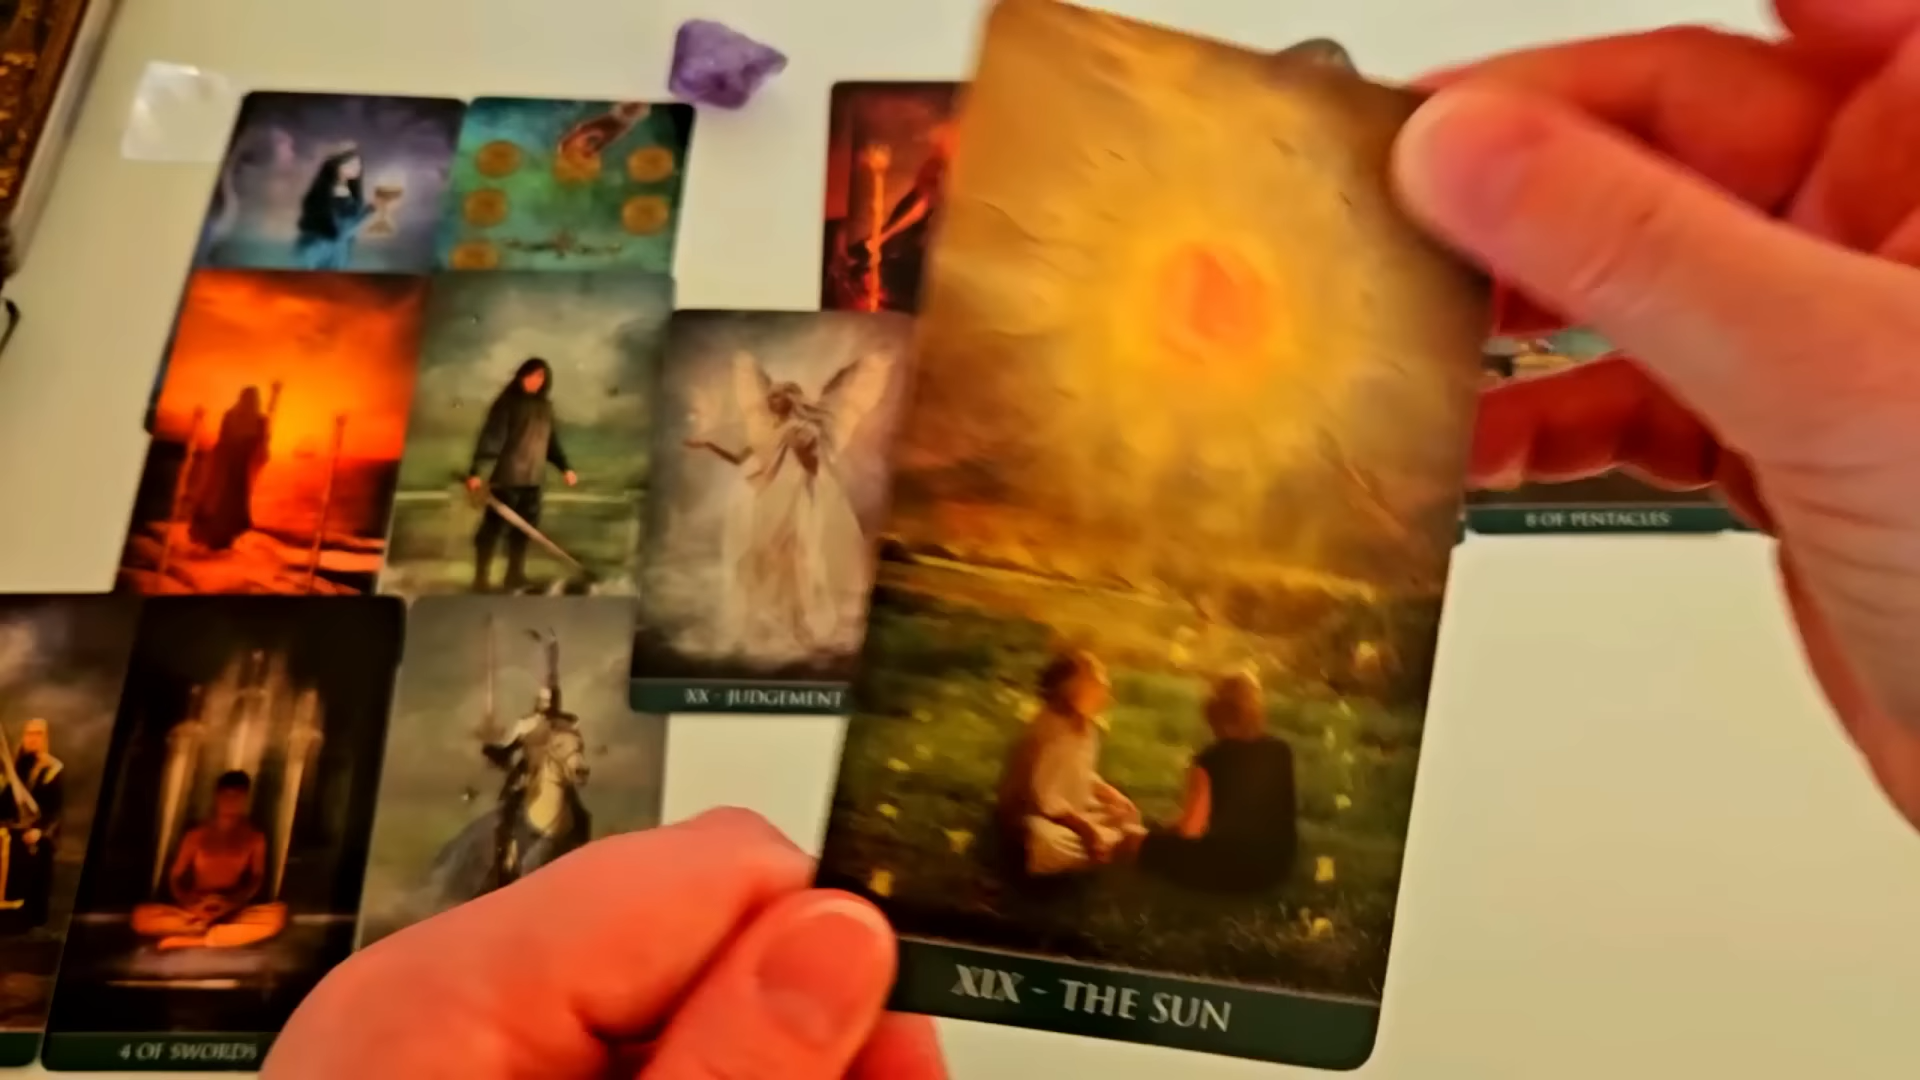 8 OF PENTACLES
XX - JUDGEMENT
XIX - THE SUN
4 OF SWORDS